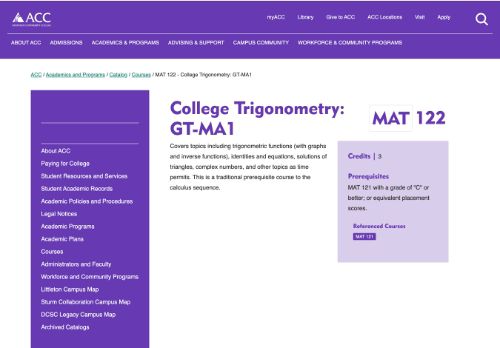 ACC
myACC Library Give to ACC ACC Locations Visit Apply
ABOUT ACC ADMISSIONS ACADEMICS & PROGRAMS ADVISING & SUPPORT CAMPUS COMMUNITY WORKFORCE & COMMUNITY PROGRAMS
ACC / Academics and Programs / Catalog / Courses / MAT 122 - College Trigonometry: GT-MA1
About ACC
Paying for College
Student Resources and Services
Student Academic Records
Academic Policies and Procedures
Legal Notices
Academic Programs
Academic Plans
Courses
Administrators and Faculty
Workforce and Community Programs
Littleton Campus Map
Sturm Collaboration Campus Map
DCSC Legacy Campus Map
Archived Catalogs
College Trigonometry:
GT-MA1
Covers topics including trigonometric functions (with graphs
and inverse functions), identities and equations, solutions of
triangles, complex numbers, and other topics as time
permits. This is a traditional prerequisite course to the
calculus sequence.
MAT 122
Credits | 3
Prerequisites
MAT 121 with a grade of "C" or
better; or equivalent placement
scores.
Referenced Courses
MAT 121